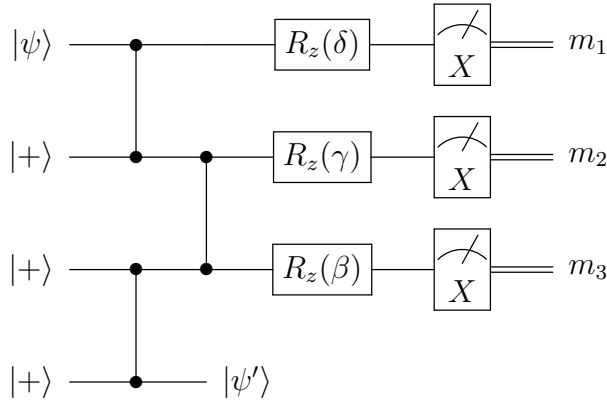 |ψ⟩ R_z(δ) X m_1
|+⟩ R_z(γ) X m_2
|+⟩ R_z(β) X m_3
|+⟩ |ψ'⟩